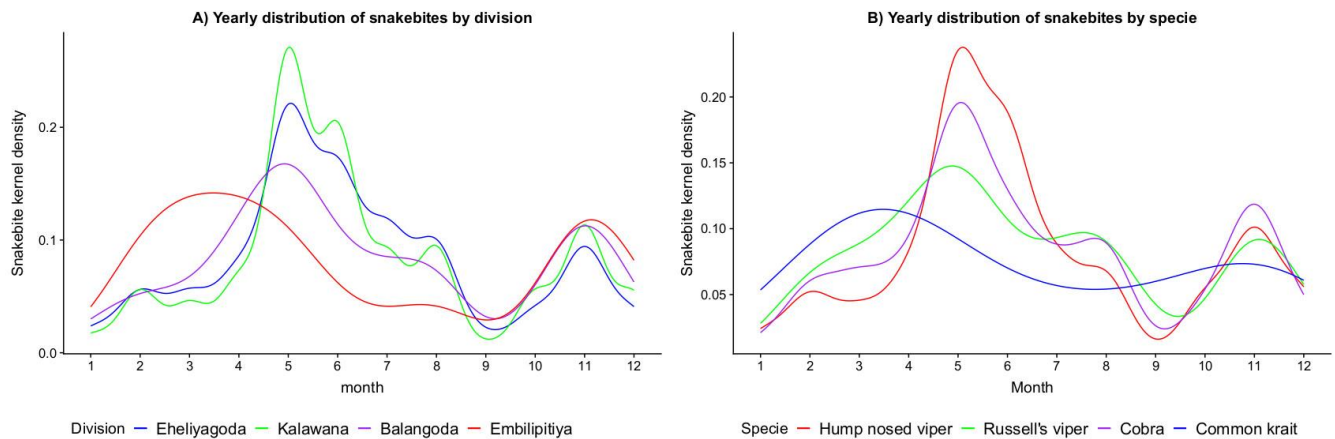 A) Yearly distribution of snakebites by division
Snakebite kernel density
0.2
0.1
0.0
1 2 3 4 5 6 7 8 9 10 11 12
month
Division Eheliyagoda Kalawana Balangoda Embilipitiya
B) Yearly distribution of snakebites by specie
Snakebite kernel density
0.20
0.15
0.10
0.05
1 2 3 4 5 6 7 8 9 10 11 12
Month
Specie Hump nosed viper Russell's viper Cobra Common krait